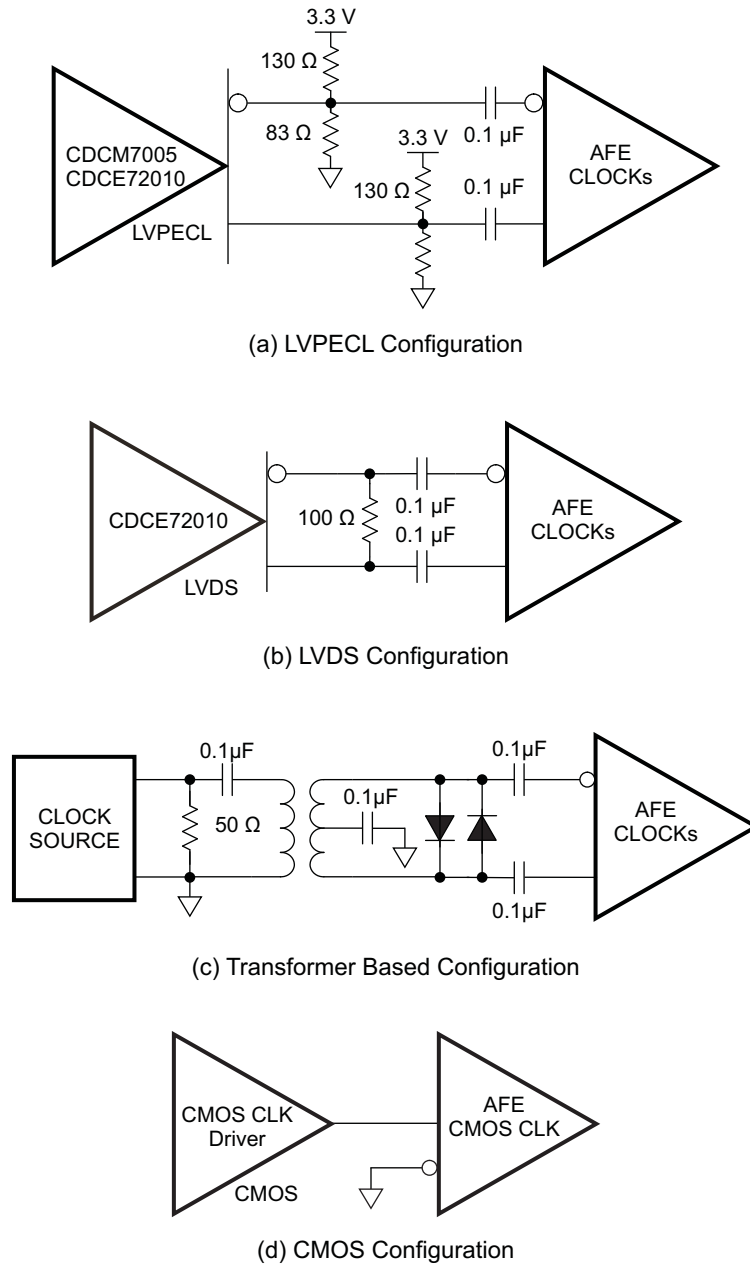 3.3 V
130 Ω
83 Ω
3.3 V
0.1 µF
130 Ω
0.1 µF
CDCM7005
CDCE72010
LVPECL
AFE
CLOCKs
(a) LVPECL Configuration
CDCE72010
LVDS
100 Ω
0.1 µF
0.1 µF
AFE
CLOCKs
(b) LVDS Configuration
CLOCK
SOURCE
0.1µF
50 Ω
0.1µF
0.1µF
0.1µF
AFE
CLOCKs
(c) Transformer Based Configuration
CMOS CLK
Driver
CMOS
AFE
CMOS CLK
(d) CMOS Configuration